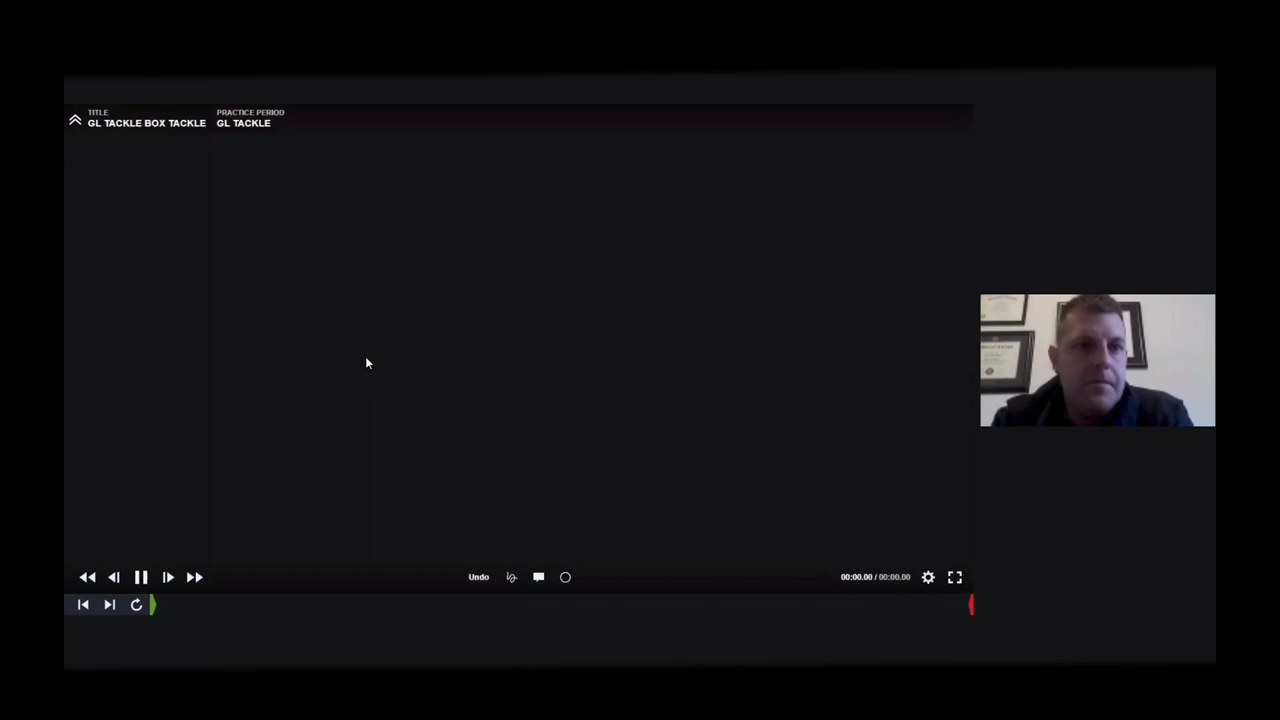 TITLE
GL TACKLE BOX TACKLE
PRACTICE PERIOD
GL TACKLE
Undo
00:00.00 / 00:00.00